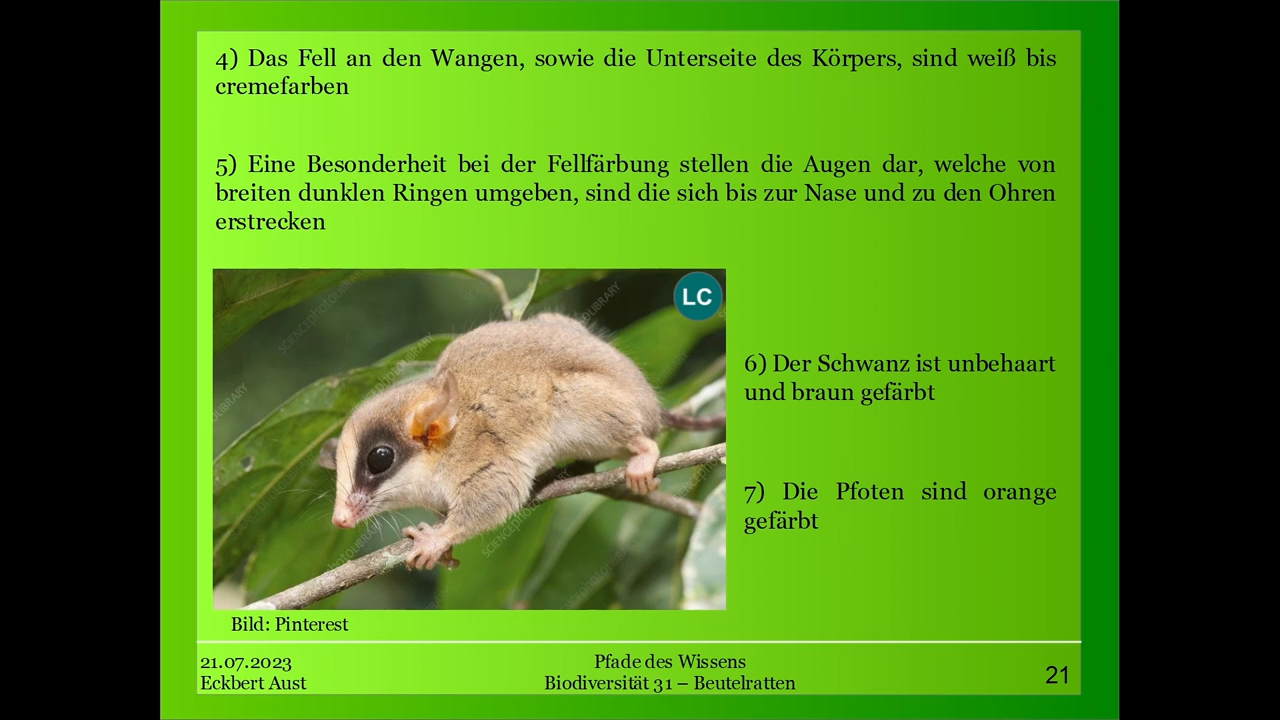 4) Das Fell an den Wangen, sowie die Unterseite des Körpers, sind weiß bis
cremefarben
5) Eine Besonderheit bei der Fellfärbung stellen die Augen dar, welche von
breiten dunklen Ringen umgeben, sind die sich bis zur Nase und zu den Ohren
erstrecken
LC
SCIENCEphotoLIBRARY
6) Der Schwanz ist unbehaart
und braun gefärbt
7) Die Pfoten sind orange
gefärbt
Bild: Pinterest
21.07.2023
Eckbert Aust
Pfade des Wissens
Biodiversität 31 – Beutelratten
21